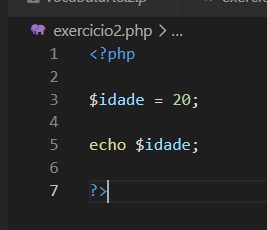 exercicio2.php > ...
1 <?php
2
3 $idade = 20;
4
5 echo $idade;
6
7 ?>